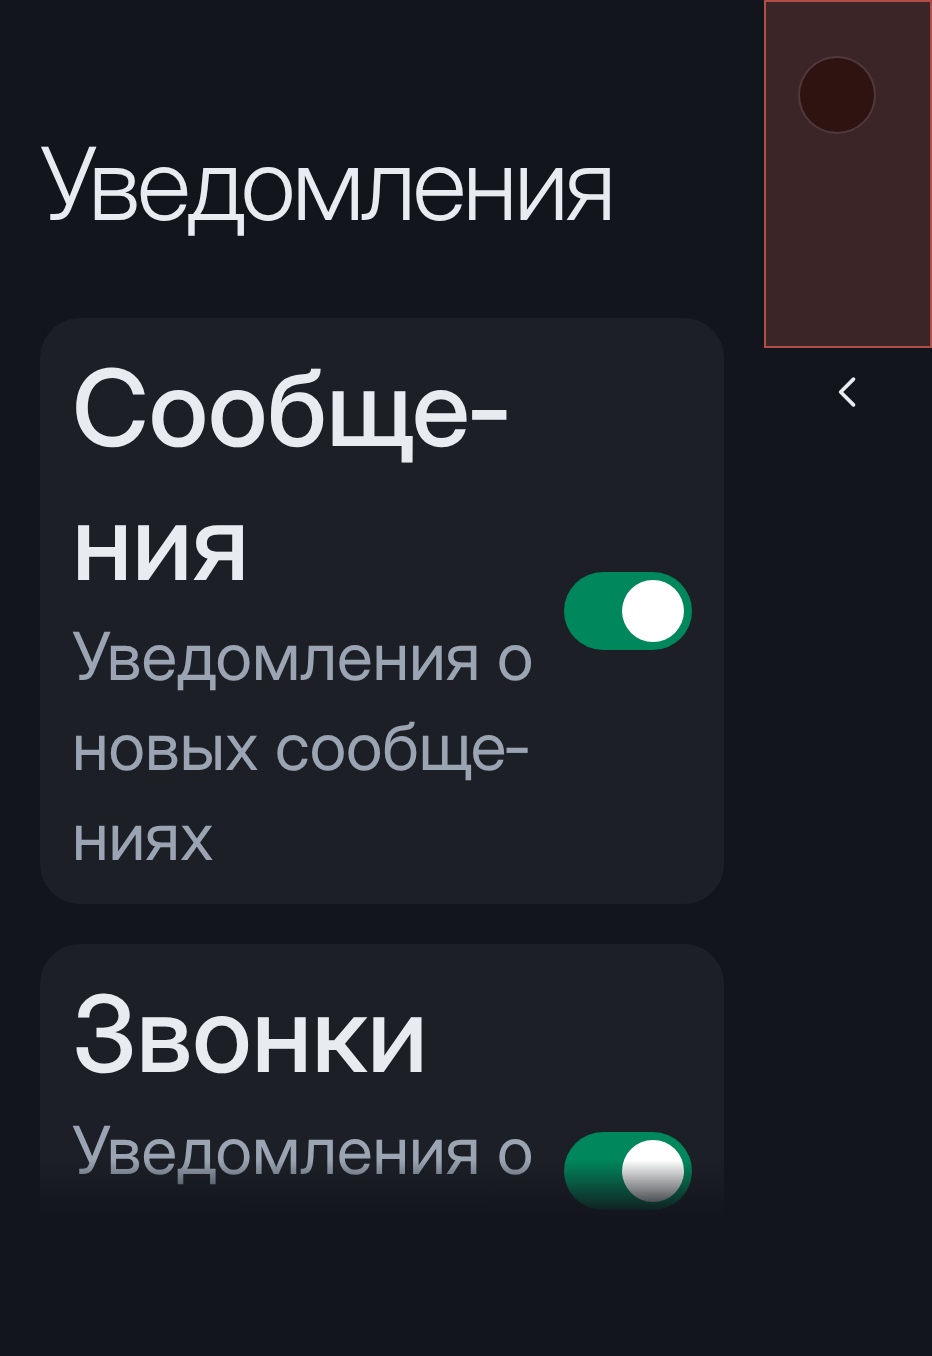 Уведомления
Сообще-
ния
Уведомления о
новых сообще-
ниях
Звонки
Уведомления о